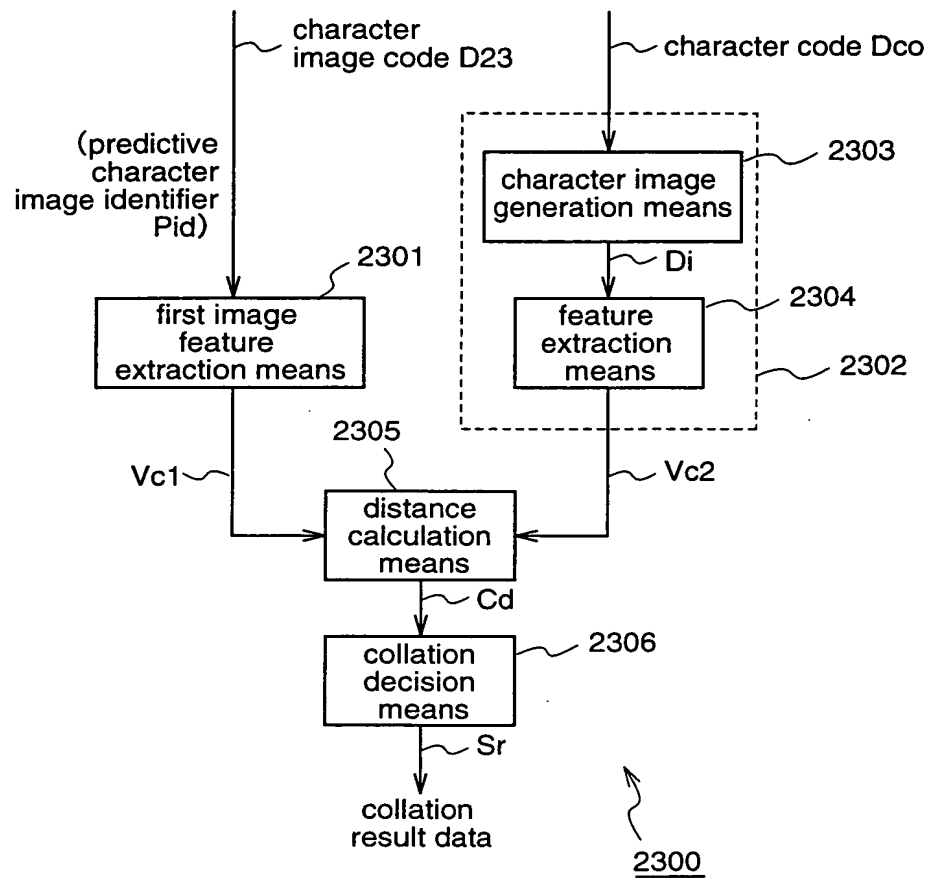 character
image code D23
character code Dco
(predictive
character
image identifier
Pid)
2303
character image
generation means
Di
2301
2304
first image
feature
extraction means
feature
extraction
means
2302
2305
Vc1
Vc2
distance
calculation
means
Cd
2306
collation
decision
means
Sr
collation
result data
2300